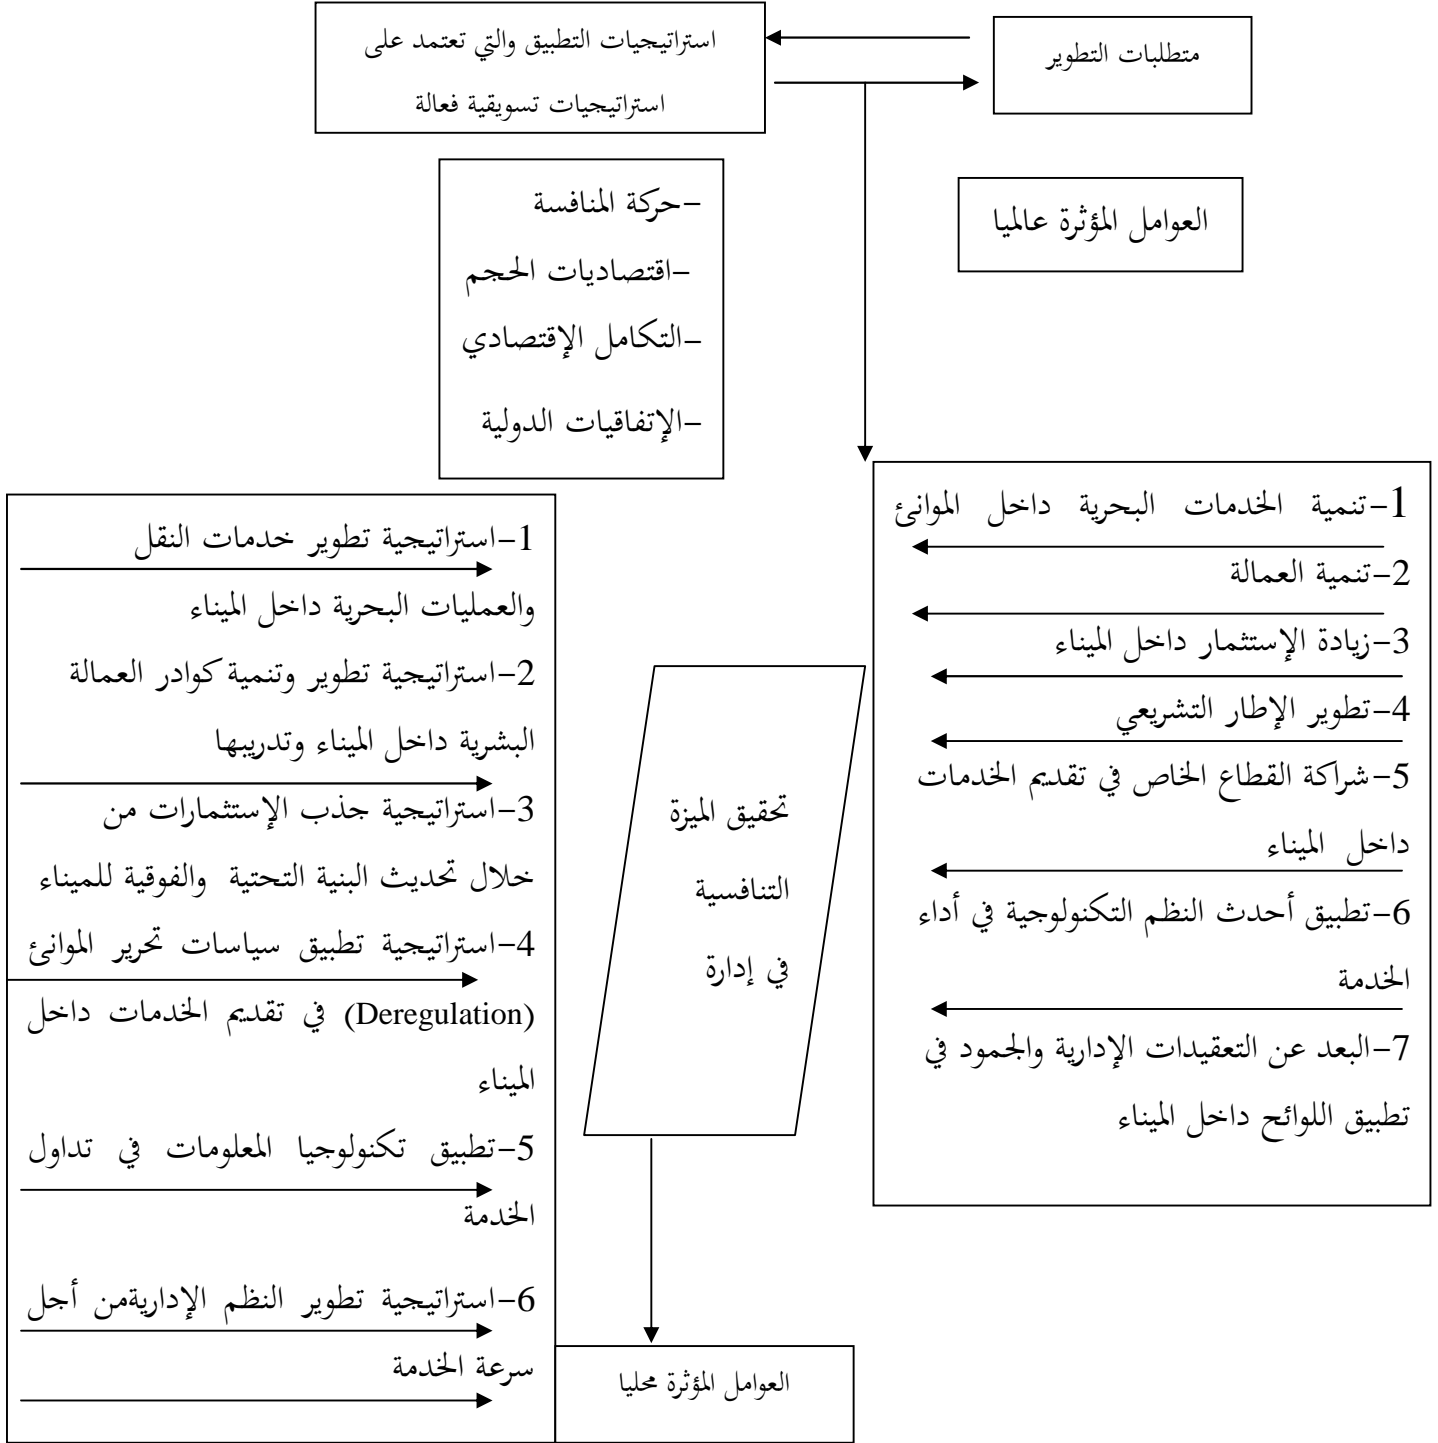 متطلبات التطوير
استراتيجيات التطبيق والتي تعتمد على
استراتيجيات تسويقية فعالة
العوامل المؤثرة عالميا
-حركة المنافسة
-اقتصاديات الحجم
-التكامل الإقتصادي
-الإتفاقيات الدولية
1-تنمية الخدمات البحرية داخل الموانئ
2-تنمية العمالة
3-زيادة الإستثمار داخل الميناء
4-تطوير الإطار التشريعي
5-شراكة القطاع الخاص في تقديم الخدمات
داخل الميناء
6-تطبيق أحدث النظم التكنولوجية في أداء
الخدمة
7-البعد عن التعقيدات الإدارية والجمود في
تطبيق اللوائح داخل الميناء
تحقيق الميزة
التنافسية
في إدارة
1-استراتيجية تطوير خدمات النقل
والعمليات البحرية داخل الميناء
2-استراتيجية تطوير وتنمية كوادر العمالة
البشرية داخل الميناء وتدريبها
3-استراتيجية جذب الإستثمارات من
خلال تحديث البنية التحتية والفوقية للميناء
4-استراتيجية تطبيق سياسات تحرير الموانئ
(Deregulation) في تقديم الخدمات داخل
الميناء
5-تطبيق تكنولوجيا المعلومات في تداول
الخدمة
6-استراتيجية تطوير النظم الإداريةمن أجل
سرعة الخدمة
العوامل المؤثرة محليا